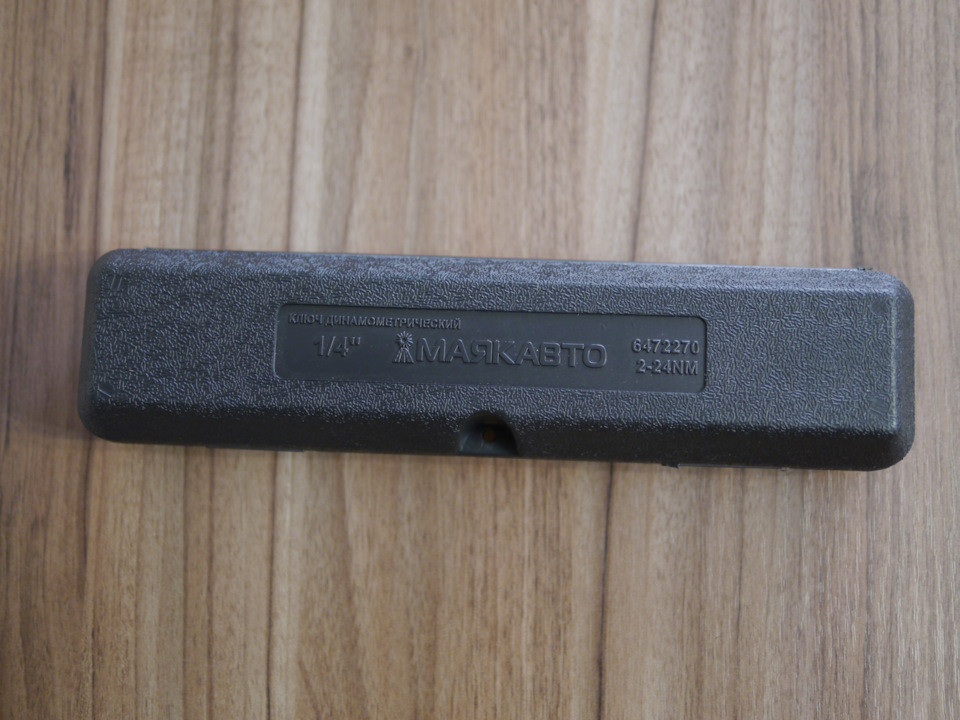 КЛЮЧ ДИНАМОМЕТРИЧЕСКИЙ
1/4" МАЯКАВТО 6472270
2-24NM